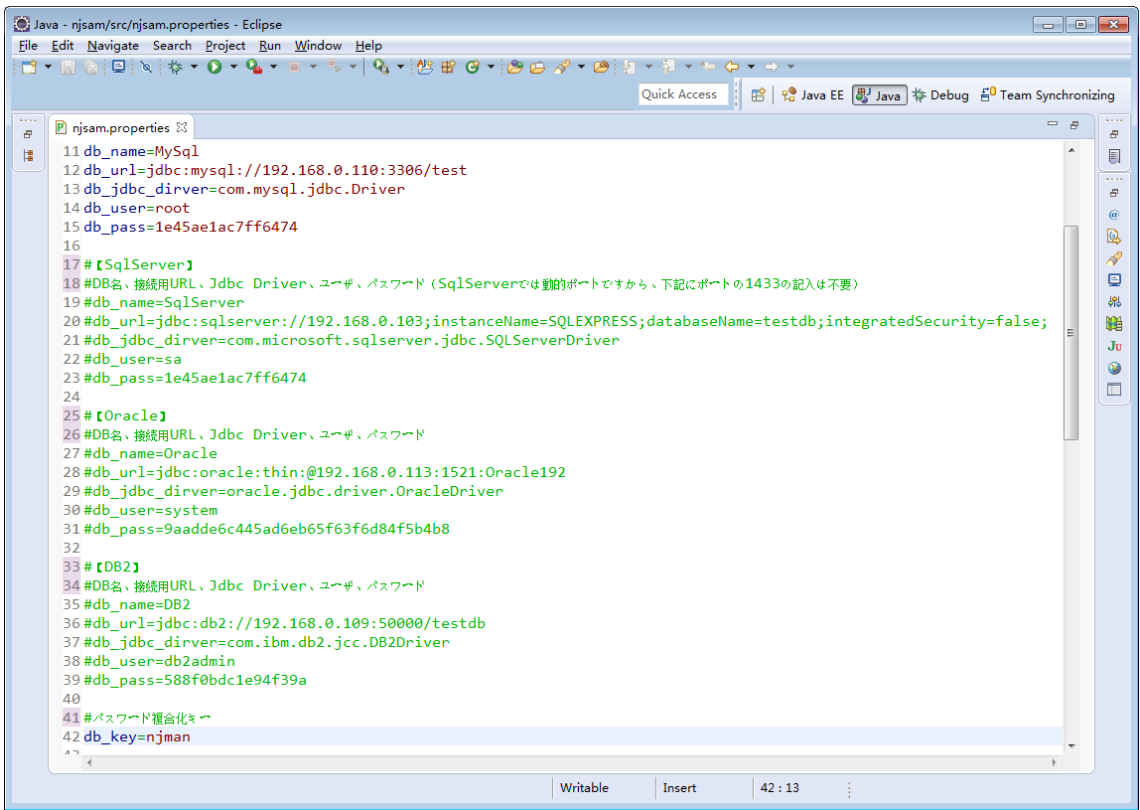 Java - njsam/src/njsam.properties - Eclipse
File Edit Navigate Search Project Run Window Help
Quick Access Java EE Java Debug Team Synchronizing
njsam.properties
11 db_name=MySql
12 db_url=jdbc:mysql://192.168.0.110:3306/test
13 db_jdbc_dirver=com.mysql.jdbc.Driver
14 db_user=root
15 db_pass=1e45ae1ac7ff6474
16
17 #【SqlServer】
18 #DB名、接続用URL、Jdbc Driver、ユーザ、パスワード（SqlServerでは動的ポートですから、下記にポートの1433の記入は不要）
19 #db_name=SqlServer
20 #db_url=jdbc:sqlserver://192.168.0.103;instanceName=SQLEXPRESS;databaseName=testdb;integratedSecurity=false;
21 #db_jdbc_dirver=com.microsoft.sqlserver.jdbc.SQLServerDriver
22 #db_user=sa
23 #db_pass=1e45ae1ac7ff6474
24
25 #【Oracle】
26 #DB名、接続用URL、Jdbc Driver、ユーザ、パスワード
27 #db_name=Oracle
28 #db_url=jdbc:oracle:thin:@192.168.0.113:1521:Oracle192
29 #db_jdbc_dirver=oracle.jdbc.driver.OracleDriver
30 #db_user=system
31 #db_pass=9aadde6c445ad6eb65f63f6d84f5b4b8
32
33 #【DB2】
34 #DB名、接続用URL、Jdbc Driver、ユーザ、パスワード
35 #db_name=DB2
36 #db_url=jdbc:db2://192.168.0.109:50000/testdb
37 #db_jdbc_dirver=com.ibm.db2.jcc.DB2Driver
38 #db_user=db2admin
39 #db_pass=588f0bdc1e94f39a
40
41 #パスワード複合化キー
42 db_key=njman
Writable Insert 42 : 13